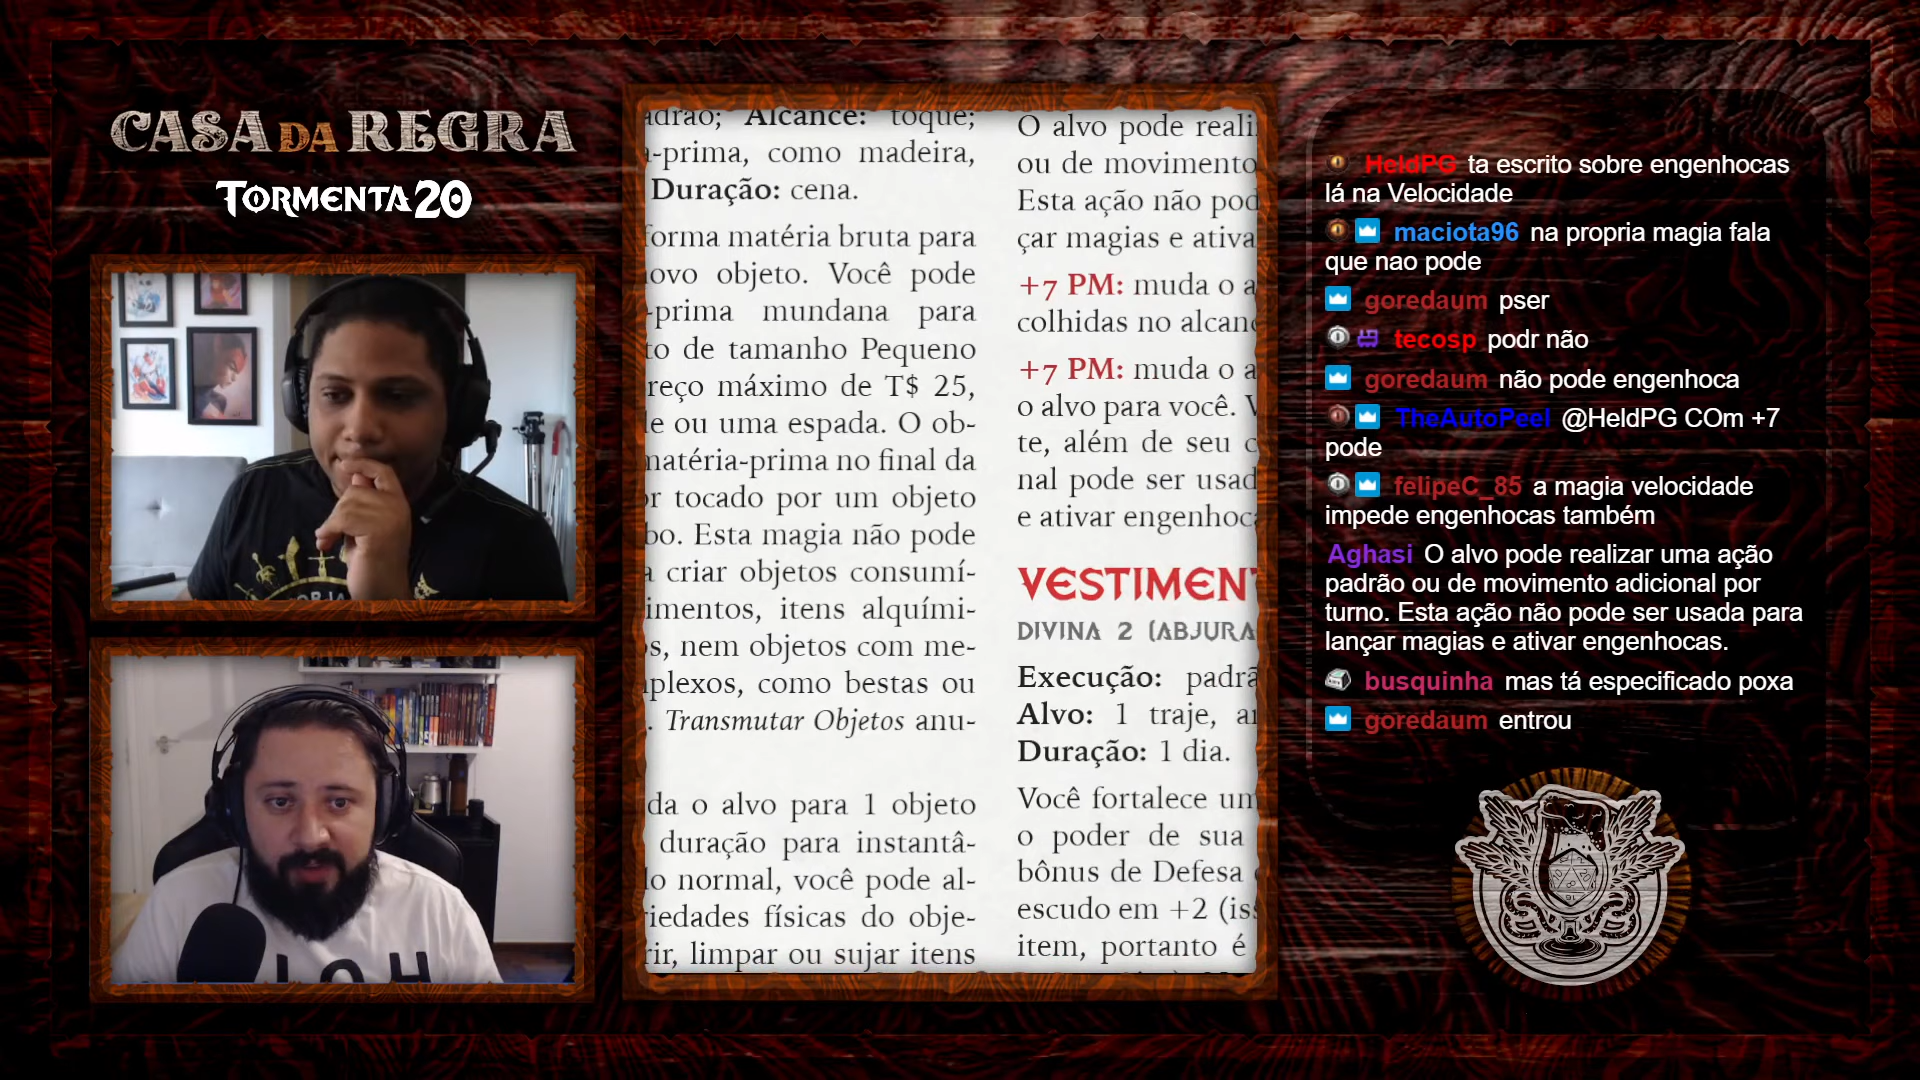 CASA DA REGRA
TORMENTA20
adrão; Alcance: toque;
-prima, como madeira,
Duração: cena.
forma matéria bruta para
ovo objeto. Você pode
-prima mundana para
to de tamanho Pequeno
reço máximo de T$ 25,
e ou uma espada. O ob-
matéria-prima no final da
r tocado por um objeto
bo. Esta magia não pode
a criar objetos consumí-
imentos, itens alquími-
s, nem objetos com me-
plexos, como bestas ou
. Transmutar Objetos anu-
da o alvo para 1 objeto
duração para instantâ-
lo normal, você pode al-
riedades físicas do obje-
rir, limpar ou sujar itens
O alvo pode reali
ou de movimento
Esta ação não pod
çar magias e ativa
+7 PM: muda o a
colhidas no alcanc
+7 PM: muda o a
o alvo para você. V
te, além de seu c
nal pode ser usad
e ativar engenhoca
VESTIMENT
DIVINA 2 (ABJURA
Execução: padrã
Alvo: 1 traje, ar
Duração: 1 dia.
Você fortalece um
o poder de sua
bônus de Defesa
escudo em +2 (iss
item, portanto é
HeldPG ta escrito sobre engenhocas
lá na Velocidade
maciota96 na propria magia fala
que nao pode
goredaum pser
tecosp podr não
goredaum não pode engenhoca
TheAutoPeel @HeldPG COm +7
pode
felipeC_85 a magia velocidade
impede engenhocas também
Aghasi O alvo pode realizar uma ação
padrão ou de movimento adicional por
turno. Esta ação não pode ser usada para
lançar magias e ativar engenhocas.
busquinha mas tá especificado poxa
goredaum entrou